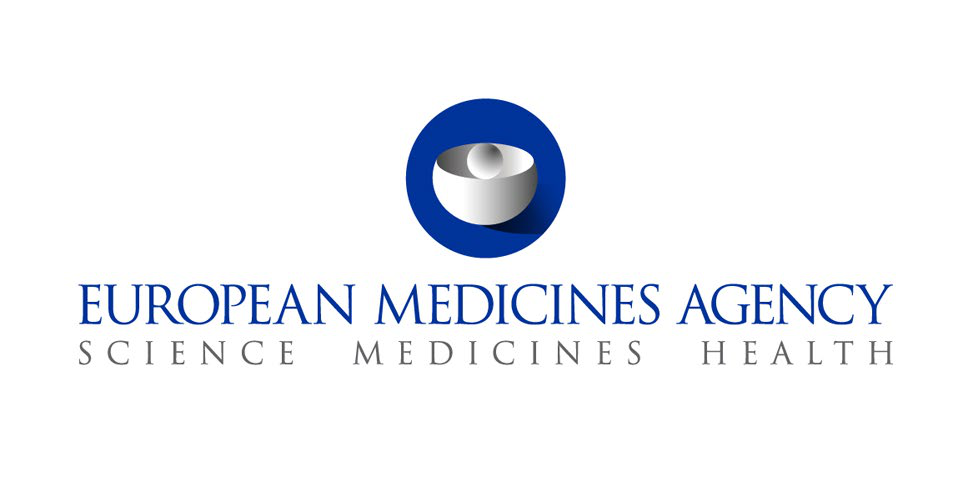 EUROPEAN MEDICINES AGENCY
SCIENCE MEDICINES HEALTH